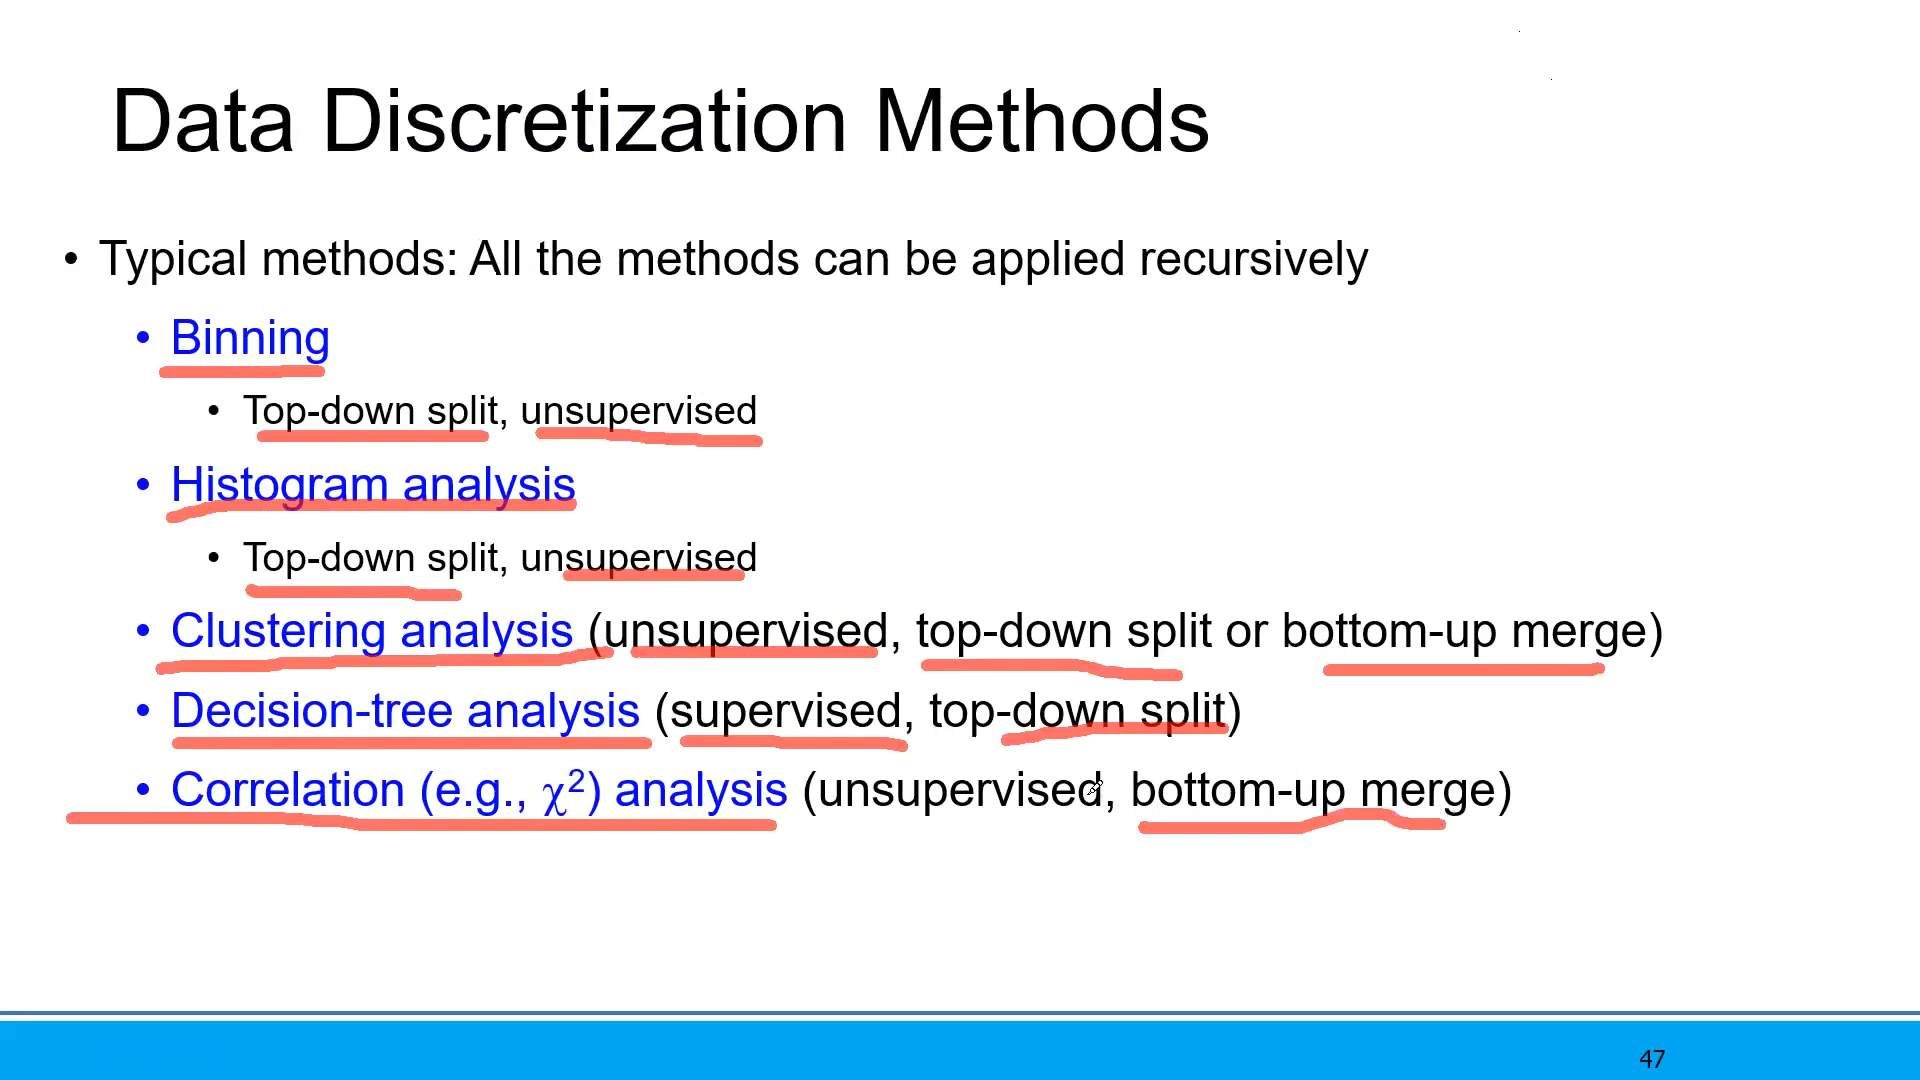 Data Discretization Methods
• Typical methods: All the methods can be applied recursively
• Binning
• Top-down split, unsupervised
• Histogram analysis
• Top-down split, unsupervised
• Clustering analysis (unsupervised, top-down split or bottom-up merge)
• Decision-tree analysis (supervised, top-down split)
• Correlation (e.g., χ²) analysis (unsupervised, bottom-up merge)
47